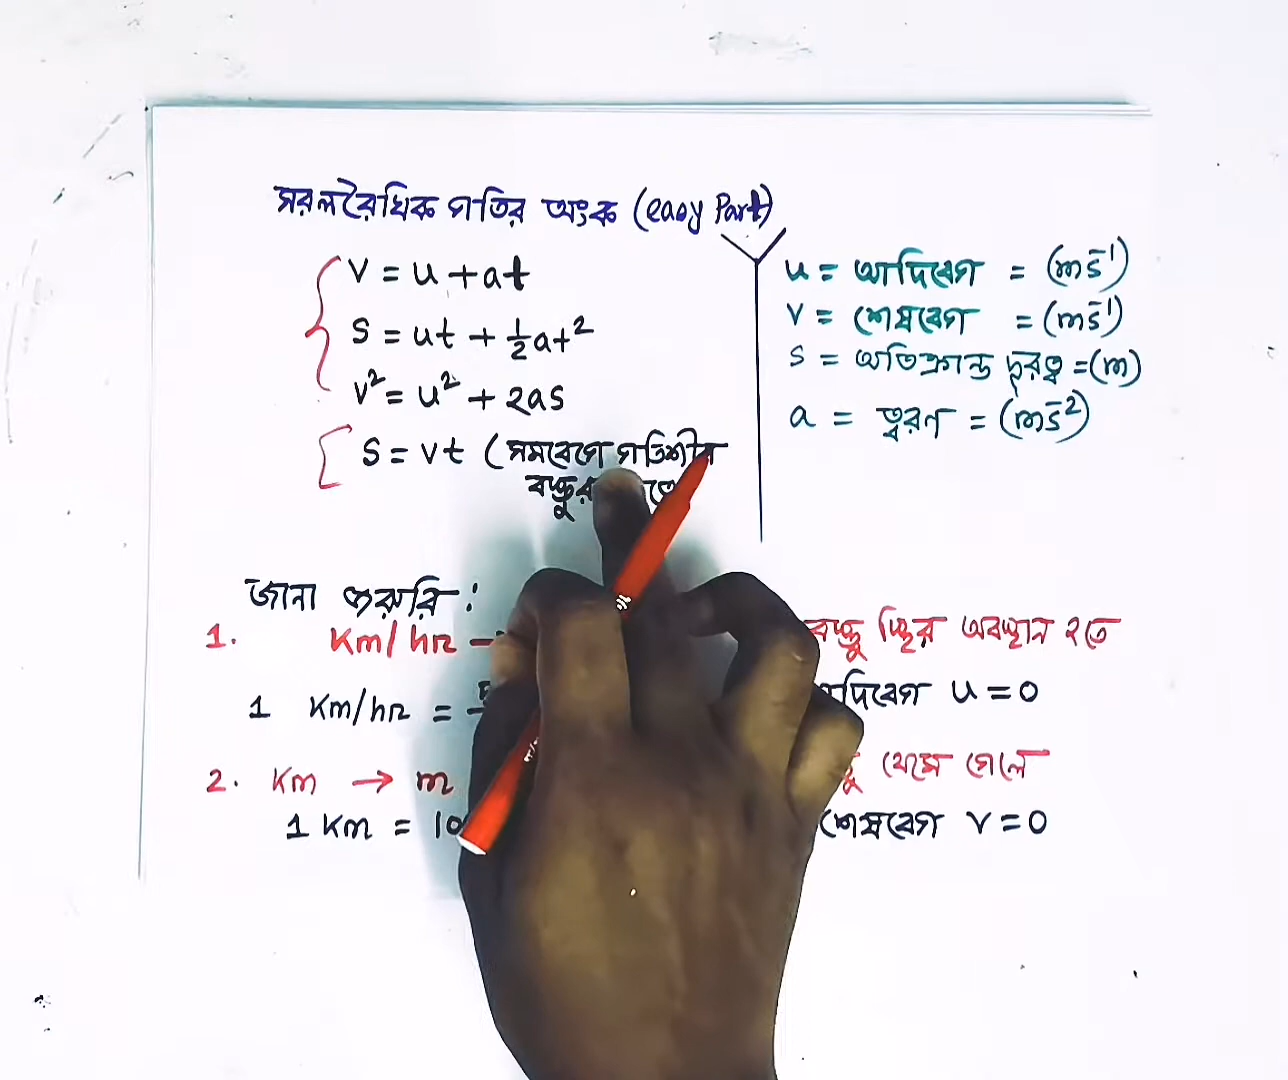 সরলরৈখিক গতির অংক (easy Part)
v = u + at
s = ut + ½at²
v² = u² + 2as
s = vt (সমবেগে গতিশীল
বস্তুর
u = আদিবেগ = (ms⁻¹)
v = শেষবেগ = (ms⁻¹)
s = অতিক্রান্ত দূরত্ব = (m)
a = ত্বরণ = (ms⁻²)
জানা জরুরি :
1. Km/hr
1 Km/hr =
2. Km → m
1 Km = 10
বস্তু স্থির অবস্থান হতে
আদিবেগ u = 0
থেমে গেলে
শেষবেগ v = 0